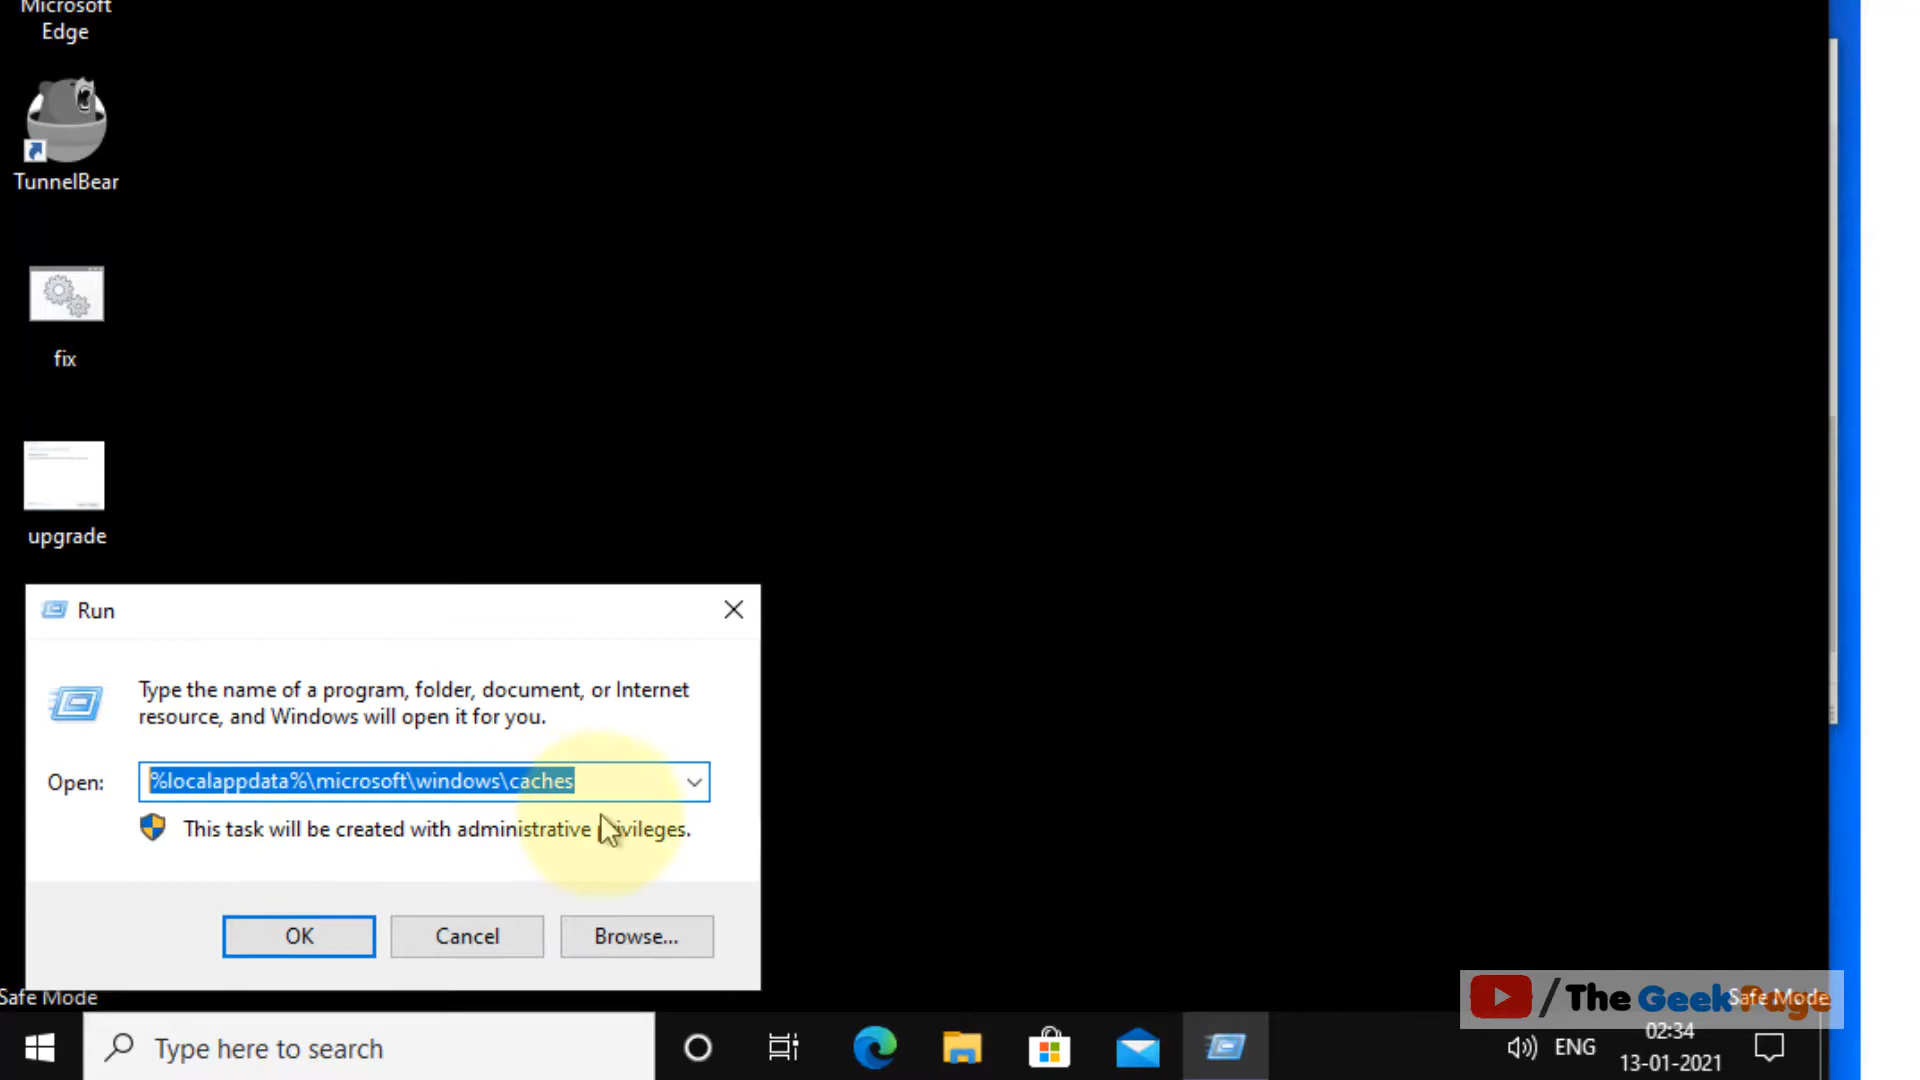 Microsoft
Edge
TunnelBear
fix
upgrade
Run
Type the name of a program, folder, document, or Internet
resource, and Windows will open it for you.
Open: %localappdata%\microsoft\windows\caches
This task will be created with administrative privileges.
OK Cancel Browse...
Safe Mode
Safe Mode
/The Geek Page
Type here to search
ENG
02:34
13-01-2021